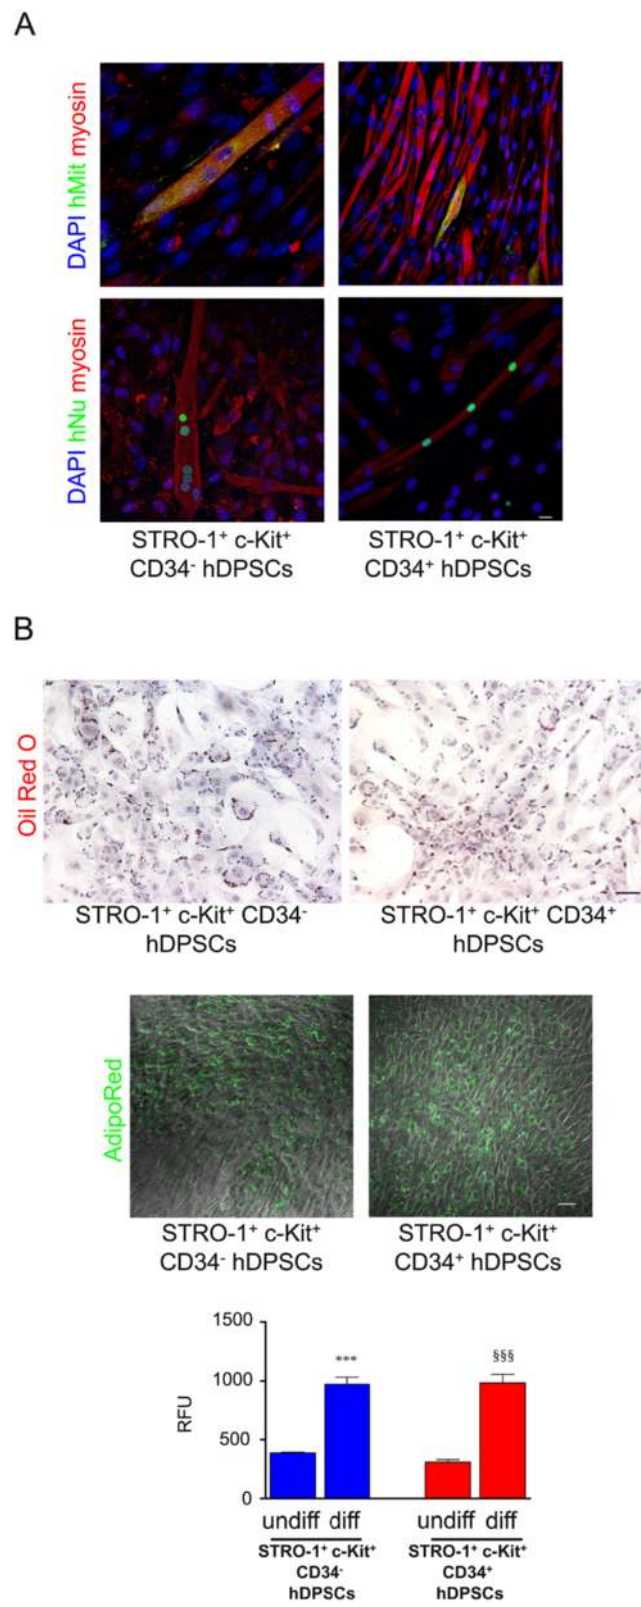 A
DAPI hMit myosin
DAPI hNu myosin
STRO-1⁺ c-Kit⁺
CD34⁻ hDPSCs
STRO-1⁺ c-Kit⁺
CD34⁺ hDPSCs
B
Oil Red O
STRO-1⁺ c-Kit⁺ CD34⁻
hDPSCs
STRO-1⁺ c-Kit⁺ CD34⁺
hDPSCs
AdipoRed
STRO-1⁺ c-Kit⁺
CD34⁻ hDPSCs
STRO-1⁺ c-Kit⁺
CD34⁺ hDPSCs
RFU
1500
1000
500
0
***
§§§
undiff diff
undiff diff
STRO-1⁺ c-Kit⁺
CD34⁻
hDPSCs
STRO-1⁺ c-Kit⁺
CD34⁺
hDPSCs